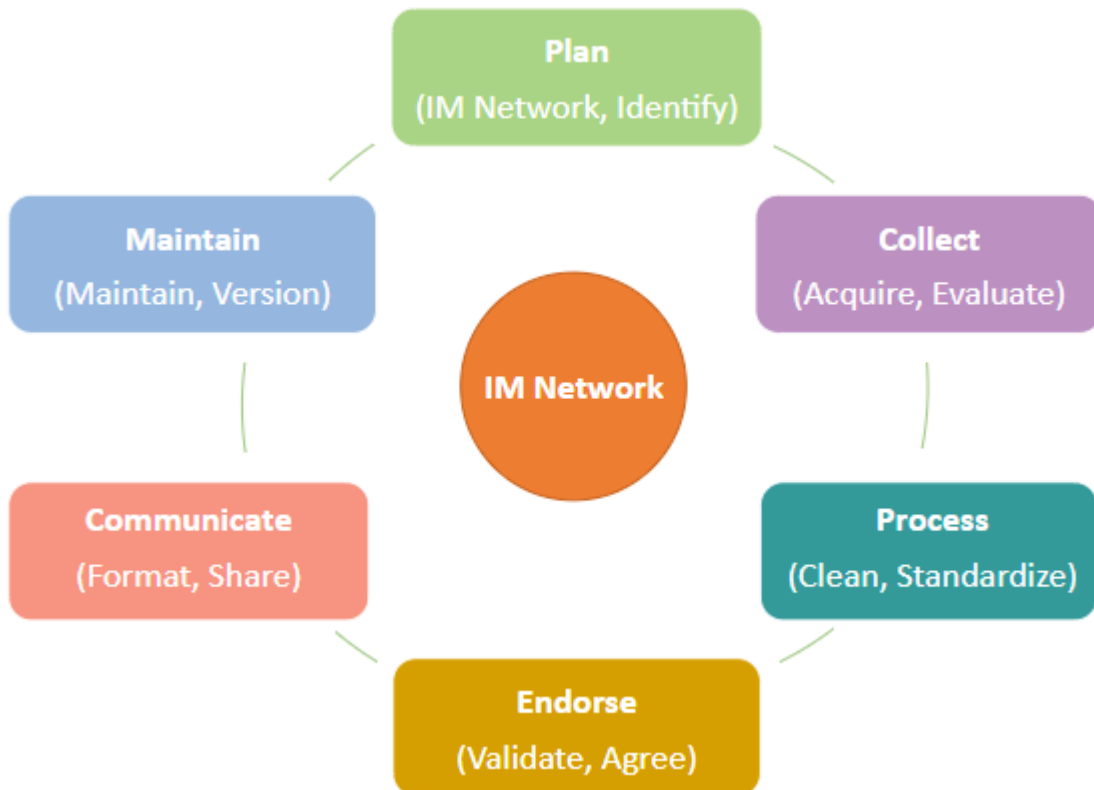 Plan
(IM Network, Identify)
Collect
(Acquire, Evaluate)
Process
(Clean, Standardize)
Endorse
(Validate, Agree)
Communicate
(Format, Share)
Maintain
(Maintain, Version)
IM Network